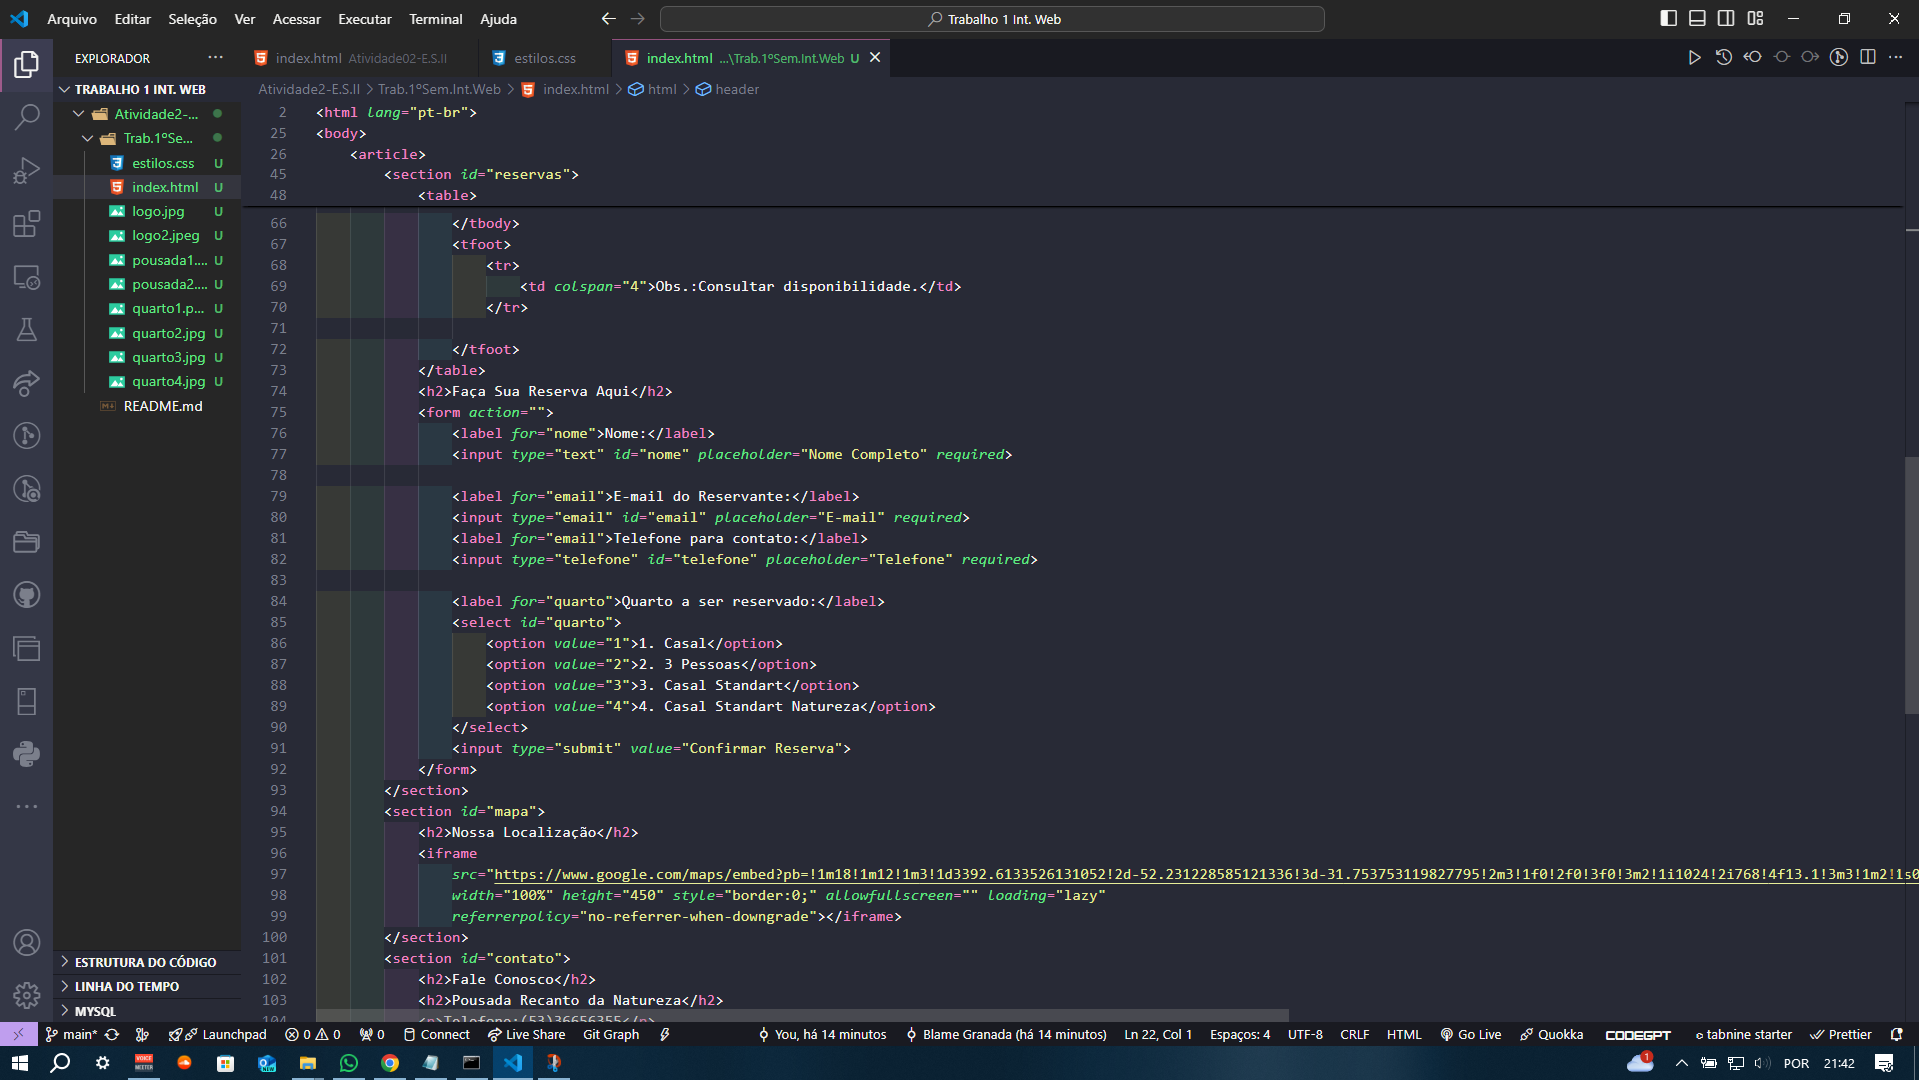 Arquivo Editar Seleção Ver Acessar Executar Terminal Ajuda
Trabalho 1 Int. Web
EXPLORADOR
index.html Atividade02-E.S.II
estilos.css
index.html ...\Trab.1ºSem.Int.Web U
TRABALHO 1 INT. WEB
Atividade2-E.S.II > Trab.1ºSem.Int.Web > index.html > html > header
Atividade2-...
Trab.1ºSe...
estilos.css U
index.html U
logo.jpg U
logo2.jpeg U
pousada1.... U
pousada2.... U
quarto1.p... U
quarto2.jpg U
quarto3.jpg U
quarto4.jpg U
README.md
2 <html lang="pt-br">
25 <body>
26 <article>
45 <section id="reservas">
48 <table>
66 </tbody>
67 <tfoot>
68 <tr>
69 <td colspan="4">Obs.:Consultar disponibilidade.</td>
70 </tr>
71
72 </tfoot>
73 </table>
74 <h2>Faça Sua Reserva Aqui</h2>
75 <form action="">
76 <label for="nome">Nome:</label>
77 <input type="text" id="nome" placeholder="Nome Completo" required>
78
79 <label for="email">E-mail do Reservante:</label>
80 <input type="email" id="email" placeholder="E-mail" required>
81 <label for="email">Telefone para contato:</label>
82 <input type="telefone" id="telefone" placeholder="Telefone" required>
83
84 <label for="quarto">Quarto a ser reservado:</label>
85 <select id="quarto">
86 <option value="1">1. Casal</option>
87 <option value="2">2. 3 Pessoas</option>
88 <option value="3">3. Casal Standart</option>
89 <option value="4">4. Casal Standart Natureza</option>
90 </select>
91 <input type="submit" value="Confirmar Reserva">
92 </form>
93 </section>
94 <section id="mapa">
95 <h2>Nossa Localização</h2>
96 <iframe
97 src="https://www.google.com/maps/embed?pb=!1m18!1m12!1m3!1d3392.6133526131052!2d-52.231228585121336!3d-31.753753119827795!2m3!1f0!2f0!3f0!3m2!1i1024!2i768!4f13.1!3m3!1m2!1s0
98 width="100%" height="450" style="border:0;" allowfullscreen="" loading="lazy"
99 referrerpolicy="no-referrer-when-downgrade"></iframe>
100 </section>
101 <section id="contato">
102 <h2>Fale Conosco</h2>
103 <h2>Pousada Recanto da Natureza</h2>
104 <p>Telefone:(53)36656355</p>
ESTRUTURA DO CÓDIGO
LINHA DO TEMPO
MYSQL
main* Launchpad 0 0 0 Connect Live Share Git Graph You, há 14 minutos Blame Granada (há 14 minutos) Ln 22, Col 1 Espaços: 4 UTF-8 CRLF HTML Go Live Quokka CODEGPT tabnine starter Prettier
VOICE MEETER NEW 1 POR 21:42